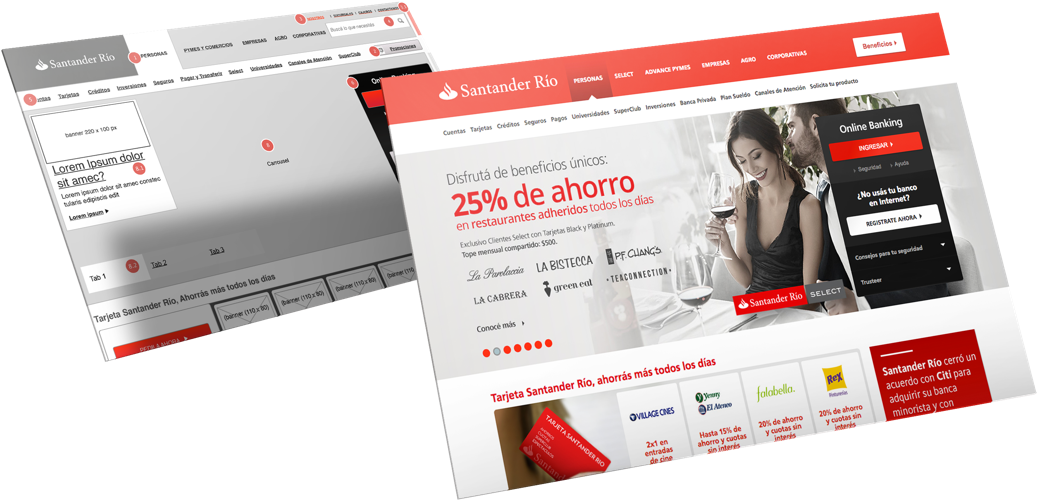 Santander Río
PERSONAS
PYMES Y COMERCIOS
EMPRESAS
AGRO
CORPORATIVAS
Buscá lo que necesitás
Tarjetas
Créditos
Inversiones
Seguros
Pagar y Transferir
Select
Universidades
Canales de Atención
SuperClub
Promociones
banner 220 x 100 px
Lorem Ipsum dolor
sit amec?
Lorem ipsum dolor sit amec constec
tularis edipiscis edit
Lorem ipsum
Carousel
Tab 1
Tab 2
Tab 3
Tarjeta Santander Río, Ahorrás más todos los días
(banner (110 x 80)
(banner (110 x 80)
(banner (110 x 80)
Santander Río
PERSONAS
SELECT
ADVANCE PYMES
EMPRESAS
AGRO
CORPORATIVAS
Beneficios
Cuentas
Tarjetas
Créditos
Seguros
Pagos
Universidades
SuperClub
Inversiones
Banca Privada
Plan Sueldo
Canales de Atención
Solicita tu producto
Disfrutá de beneficios únicos:
25% de ahorro
en restaurantes adheridos todos los días
Exclusivo Clientes Select con Tarjetas Black y Platinum.
Tope mensual compartido: $500.
La Parolaccia
LA BISTECCA
P.F. CHANG'S
LA CABRERA
green eat
TEACONNECTION
Conocé más
Online Banking
INGRESAR
Seguridad
Ayuda
¿No usás tu banco
en Internet?
REGISTRATE AHORA
Consejos para tu seguridad
Trusteer
Santander Río
SELECT
Tarjeta Santander Río, ahorrás más todos los días
TARJETA SANTANDER RÍO
VILLAGE CINES
2x1 en
entradas
de cine
Yenny
El Ateneo
Hasta 15% de
ahorro y cuotas
sin interés
falabella.
20% de ahorro
y cuotas sin
interés
Rex
20% de ahorro
y cuotas sin
interés
Santander Río cerró un
acuerdo con Citi para
adquirir su banca
minorista y con